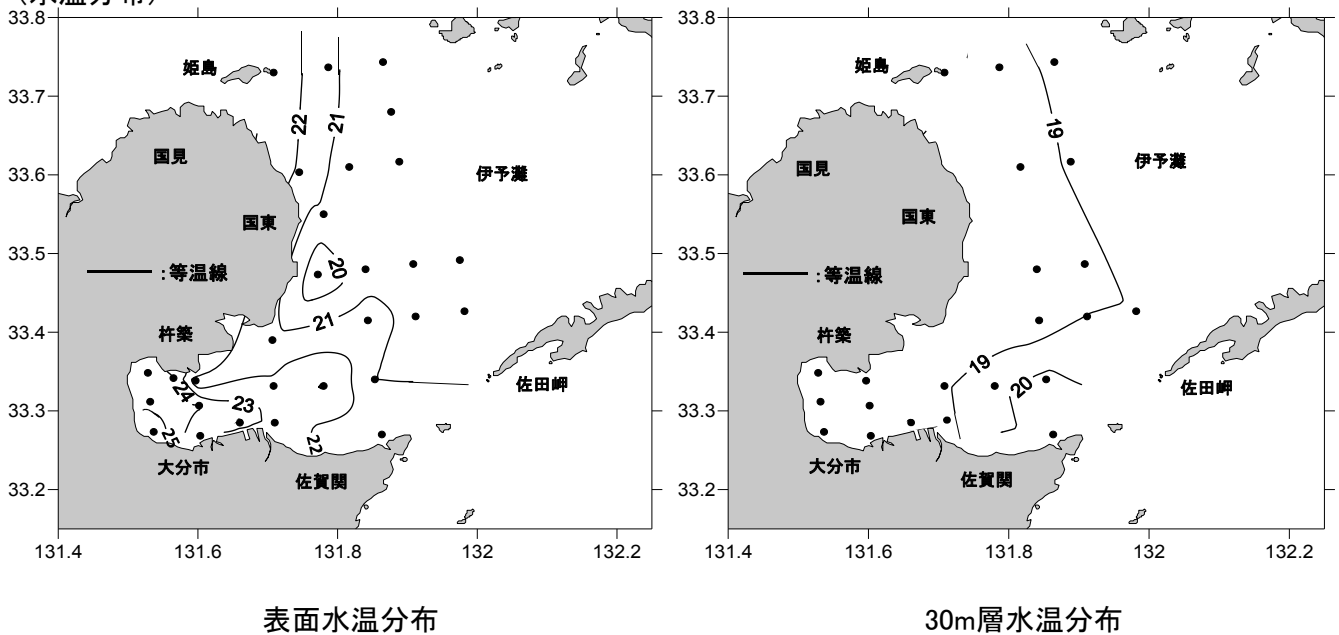 (水温分布)
33.8
33.7
33.6
33.5
33.4
33.3
33.2
131.4
131.6
131.8
132
132.2
姫島
国見
国東
伊予灘
:等温線
杵築
佐田岬
大分市
佐賀関
22
21
20
21
24
23
25
22
表面水温分布
33.8
33.7
33.6
33.5
33.4
33.3
33.2
131.4
131.6
131.8
132
132.2
姫島
国見
国東
伊予灘
:等温線
杵築
佐田岬
大分市
佐賀関
19
19
20
30m層水温分布